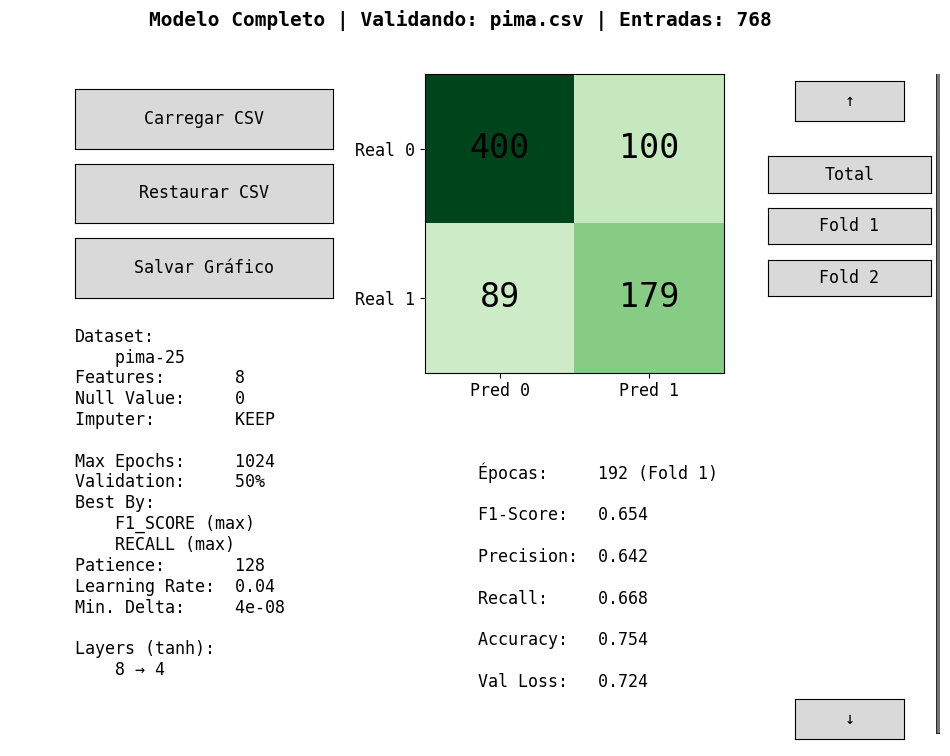 Modelo Completo | Validando: pima.csv | Entradas: 768
Carregar CSV
Restaurar CSV
Salvar Gráfico
Dataset:
    pima-25
Features:       8
Null Value:     0
Imputer:        KEEP
Max Epochs:     1024
Validation:     50%
Best By:
    F1_SCORE (max)
    RECALL (max)
Patience:       128
Learning Rate:  0.04
Min. Delta:     4e-08
Layers (tanh):
    8 → 4
Real 0
400
100
Real 1
89
179
Pred 0
Pred 1
Épocas:     192 (Fold 1)
F1-Score:   0.654
Precision:  0.642
Recall:     0.668
Accuracy:   0.754
Val Loss:   0.724
↑
Total
Fold 1
Fold 2
↓